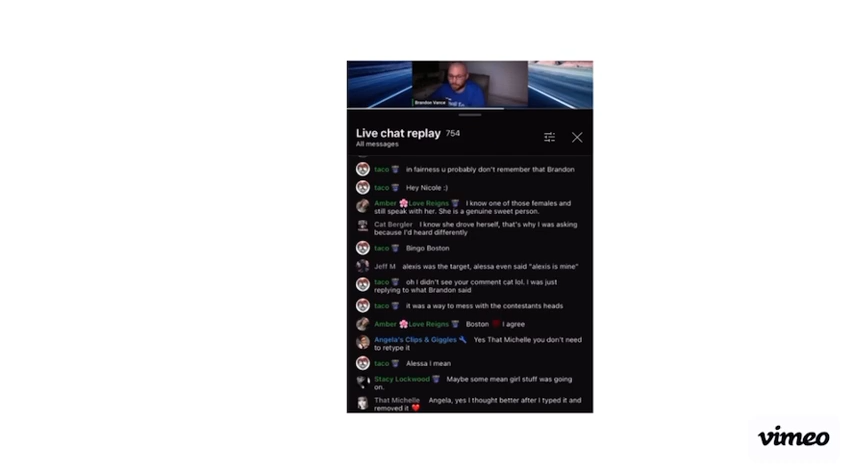 Brandon Vance
Live chat replay 754
All messages
taco in fairness u probably don't remember that Brandon
taco Hey Nicole :)
Amber 🌸Love Reigns I know one of those females and
still speak with her. She is a genuine sweet person.
Cat Bergler I know she drove herself, that's why I was asking
because I'd heard differently
taco Bingo Boston
Jeff M alexis was the target, alessa even said "alexis is mine"
taco oh I didn't see your comment cat lol. I was just
replying to what Brandon said
taco it was a way to mess with the contestants heads
Amber 🌸Love Reigns Boston 💯 I agree
Angela's Clips & Giggles Yes That Michelle you don't need
to retype it
taco Alessa I mean
Stacy Lockwood Maybe some mean girl stuff was going
on.
That Michelle Angela, yes I thought better after I typed it and
removed it ❤️
vimeo